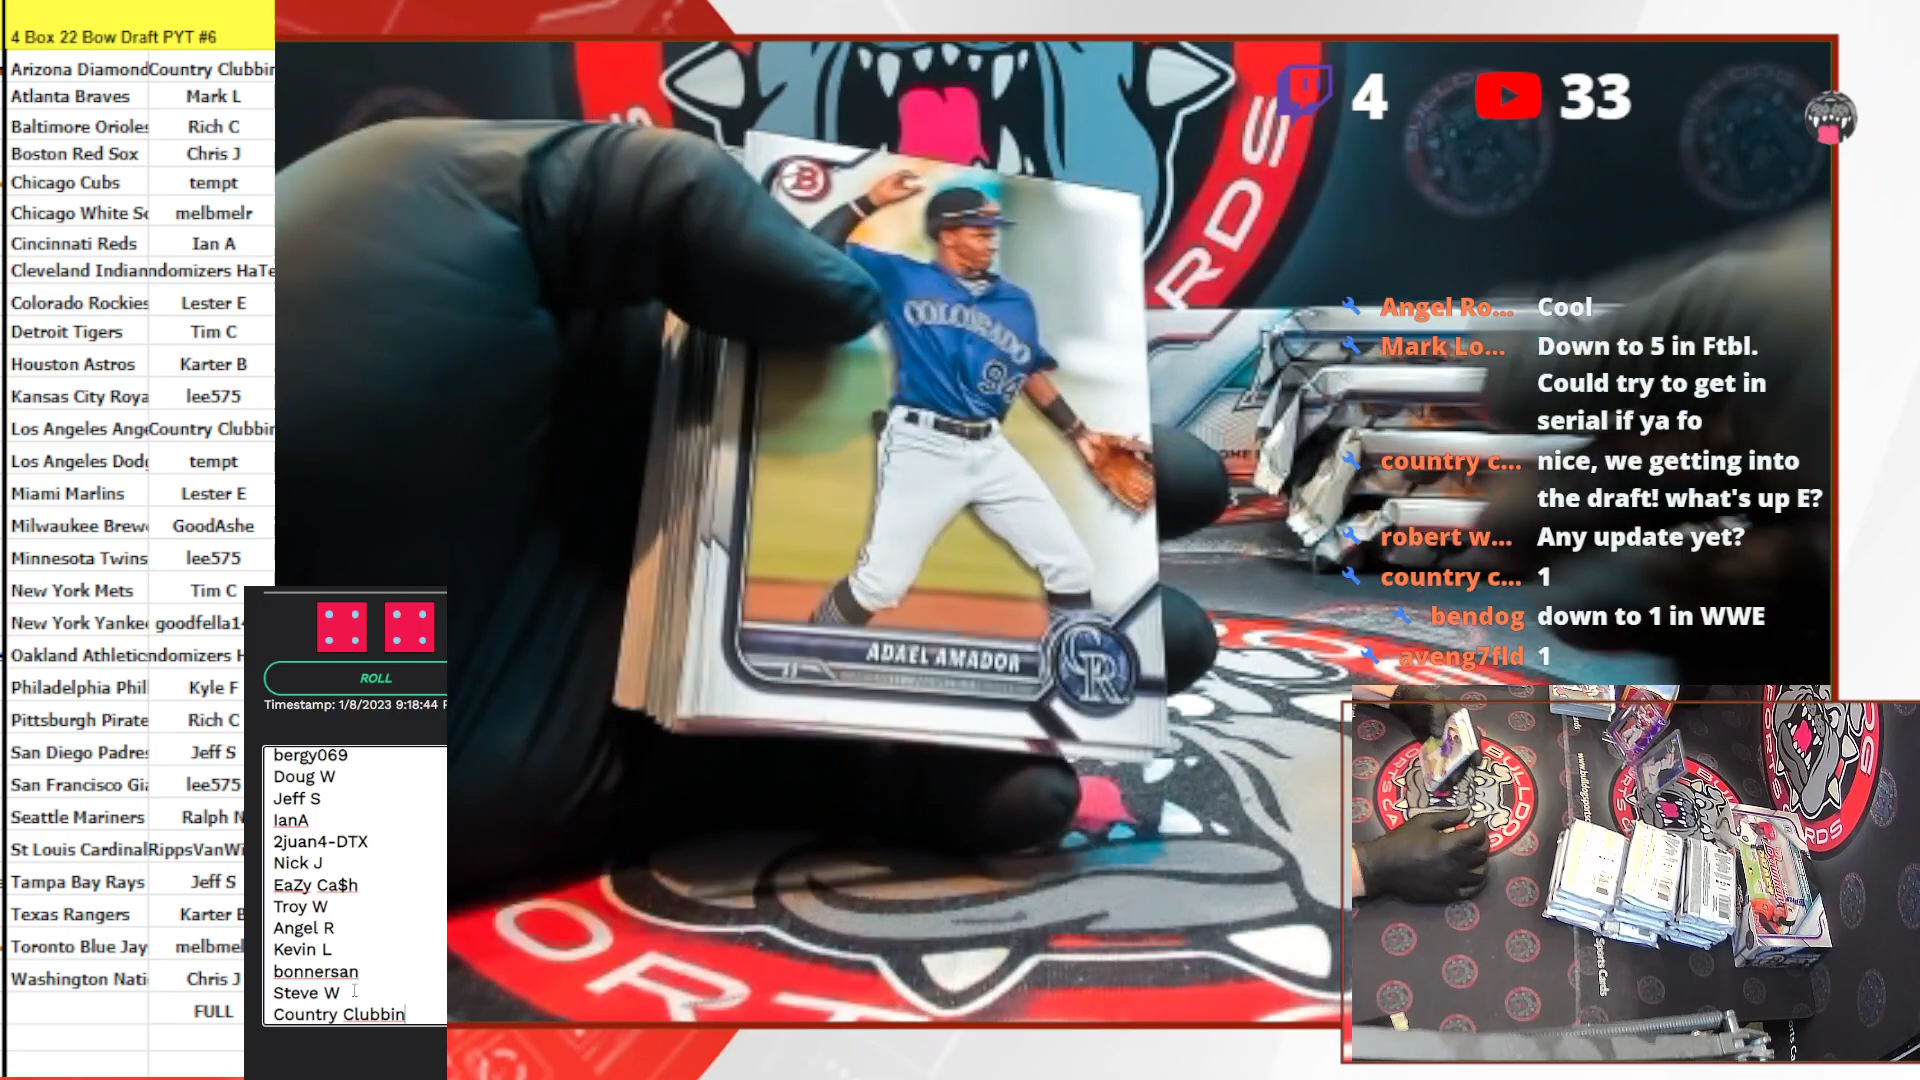 4 Box 22 Bow Draft PYT #6
Arizona Diamond Country Clubbin
Atlanta Braves Mark L
Baltimore Orioles Rich C
Boston Red Sox Chris J
Chicago Cubs tempt
Chicago White So melbmelr
Cincinnati Reds Ian A
Cleveland Indian ndomizers HaTe
Colorado Rockies Lester E
Detroit Tigers Tim C
Houston Astros Karter B
Kansas City Roya lee575
Los Angeles Ang Country Clubbin
Los Angeles Dodg tempt
Miami Marlins Lester E
Milwaukee Brew GoodAshe
Minnesota Twins lee575
New York Mets Tim C
New York Yankee goodfella1
Oakland Athletic ndomizers H
Philadelphia Phil Kyle F
Pittsburgh Pirate Rich C
San Diego Padres Jeff S
San Francisco Gia lee575
Seattle Mariners Ralph N
St Louis Cardinal RippsVanWi
Tampa Bay Rays Jeff S
Texas Rangers Karter B
Toronto Blue Jay melbmel
Washington Nati Chris J
FULL
ROLL
Timestamp: 1/8/2023 9:18:44 P
bergy069
Doug W
Jeff S
IanA
2juan4-DTX
Nick J
EaZy Ca$h
Troy W
Angel R
Kevin L
bonnersan
Steve W
Country Clubbin
4 33
B
COLORADO
94
ADAEL AMADOR
CR
RDS
ORT
Angel Ro... Cool
Mark Lo... Down to 5 in Ftbl.
Could try to get in
serial if ya fo
country c... nice, we getting into
the draft! what's up E?
robert w... Any update yet?
country c... 1
bendog down to 1 in WWE
aveng7fld 1
BULLDOG